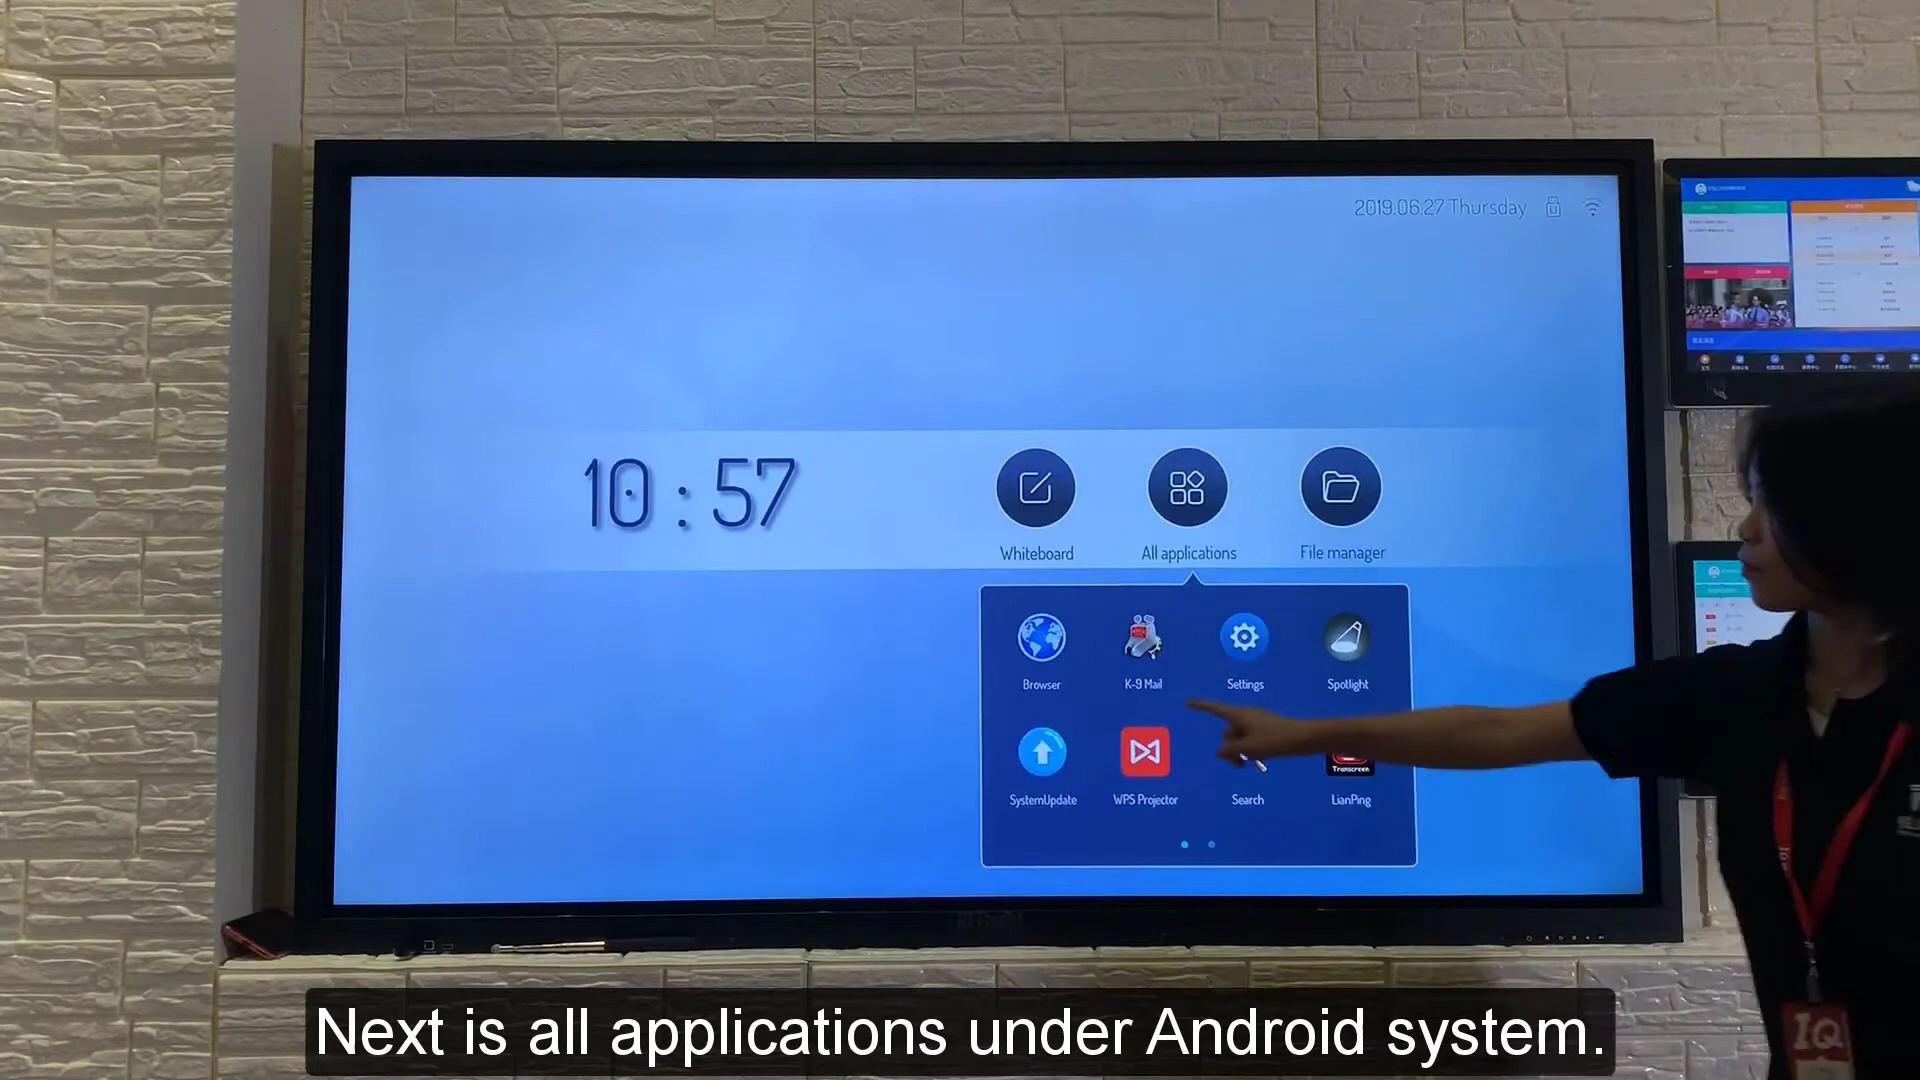 2019.06.27 Thursday
10:57
Whiteboard
All applications
File manager
Browser
K-9 Mail
Settings
Spotlight
SystemUpdate
WPS Projector
Search
Transcreen
LianPing
IQ
Next is all applications under Android system.